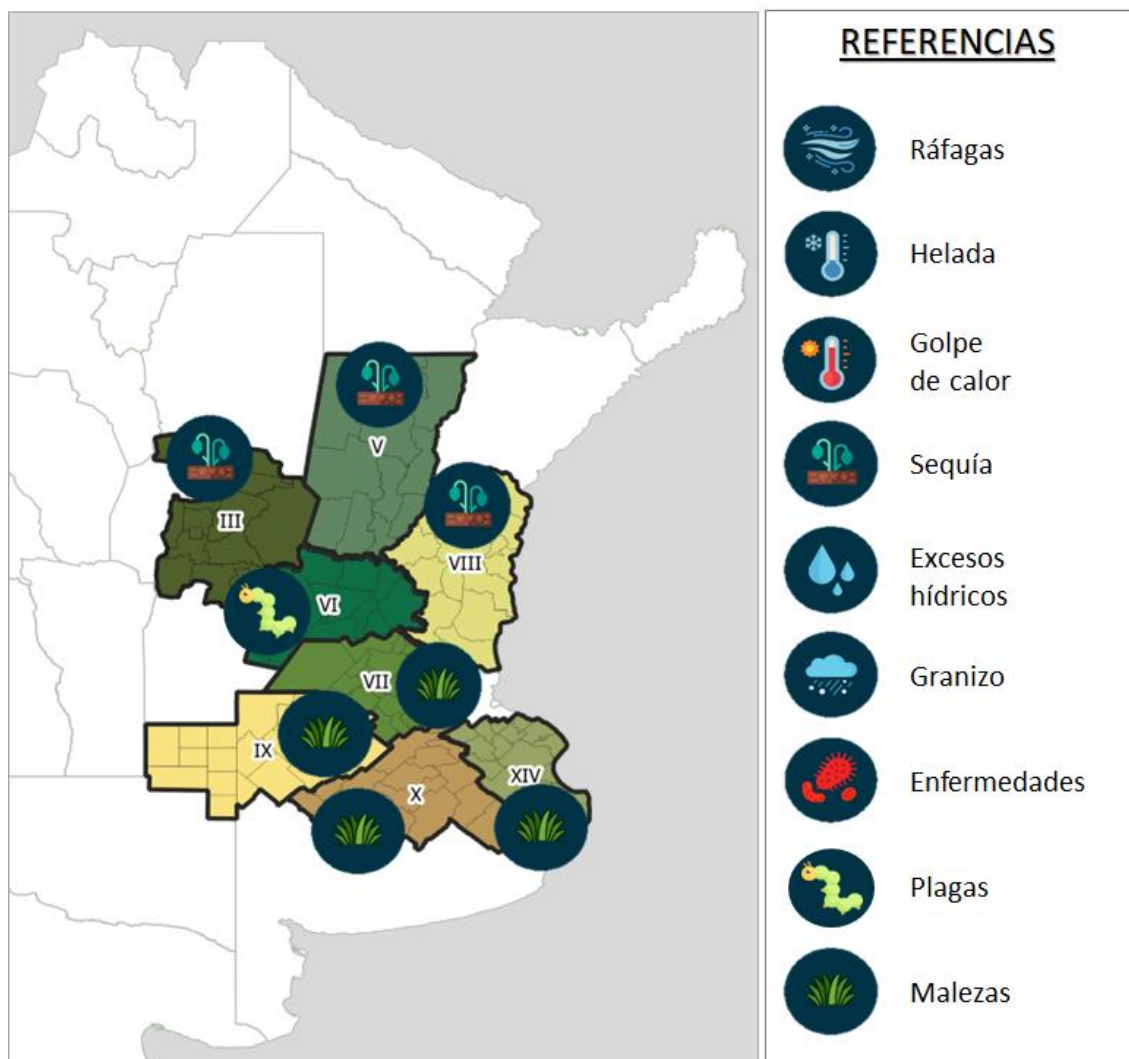 REFERENCIAS
Ráfagas
Helada
Golpe
de calor
Sequía
Excesos
hídricos
Granizo
Enfermedades
Plagas
Malezas
V
III
VIII
VI
VII
IX
X
XIV